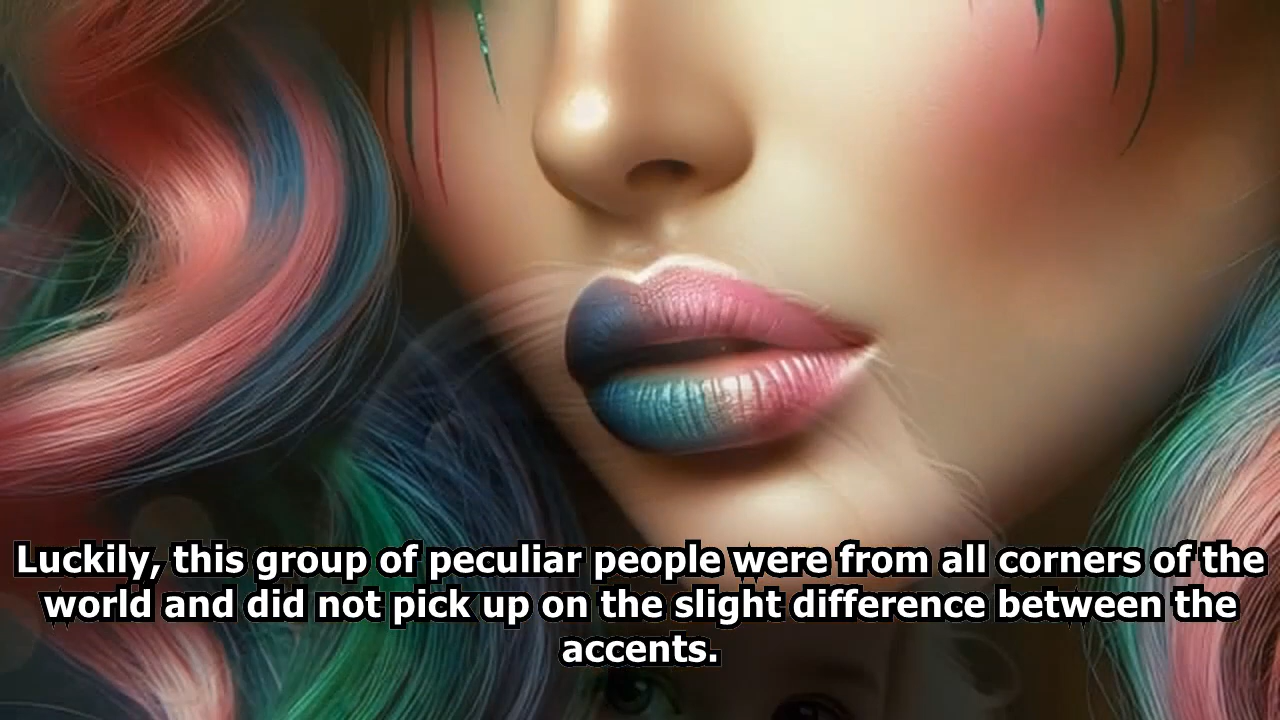 Luckily, this group of peculiar people were from all corners of the
world and did not pick up on the slight difference between the
accents.